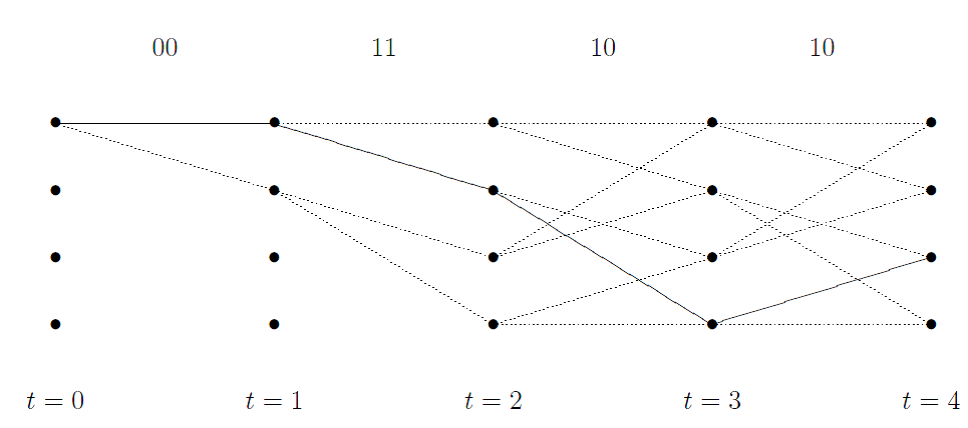 00 11 10 10
t = 0 t = 1 t = 2 t = 3 t = 4